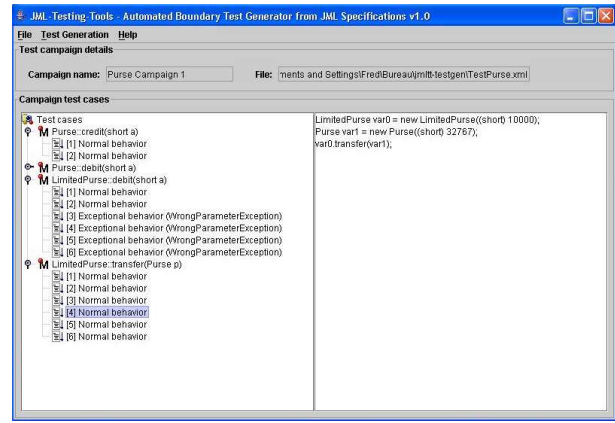 JML-Testing-Tools - Automated Boundary Test Generator from JML Specifications v1.0
File Test Generation Help
Test campaign details
Campaign name: Purse Campaign 1 File: ments and Settings\Fred\Bureau\jmltt-testgen\TestPurse.xml
Campaign test cases
Test cases
M Purse::credit(short a)
[1] Normal behavior
[2] Normal behavior
M Purse::debit(short a)
M LimitedPurse::debit(short a)
[1] Normal behavior
[2] Normal behavior
[3] Exceptional behavior (WrongParameterException)
[4] Exceptional behavior (WrongParameterException)
[5] Exceptional behavior (WrongParameterException)
[6] Exceptional behavior (WrongParameterException)
M LimitedPurse::transfer(Purse p)
[1] Normal behavior
[2] Normal behavior
[3] Normal behavior
[4] Normal behavior
[5] Normal behavior
[6] Normal behavior
LimitedPurse var0 = new LimitedPurse((short) 10000);
Purse var1 = new Purse((short) 32767);
var0.transfer(var1);